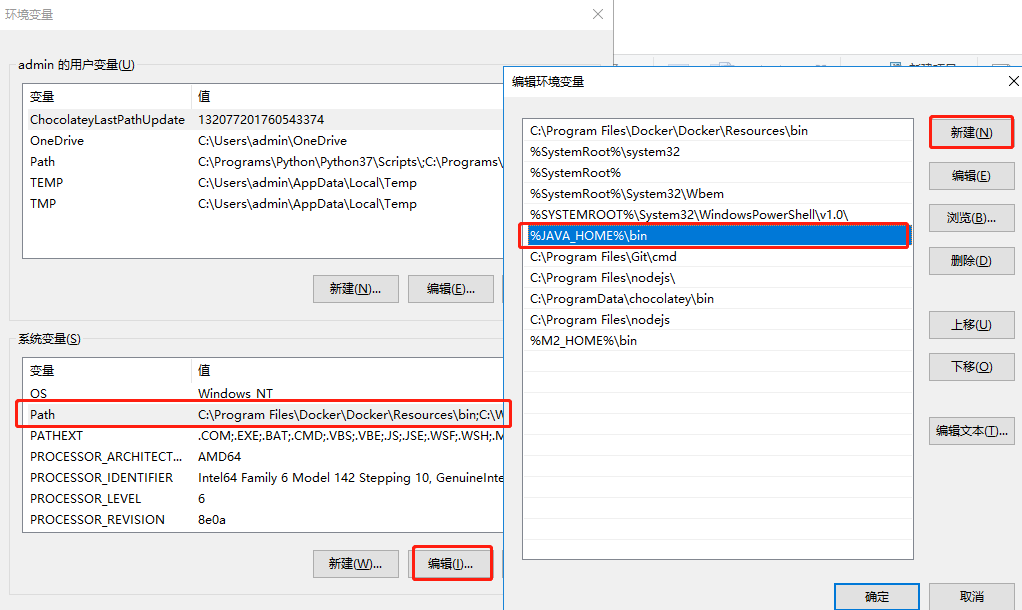 环境变量
admin 的用户变量(U)
变量 值
ChocolateyLastPathUpdate 132077201760543374
OneDrive C:\Users\admin\OneDrive
Path C:\Programs\Python\Python37\Scripts\;C:\Programs\
TEMP C:\Users\admin\AppData\Local\Temp
TMP C:\Users\admin\AppData\Local\Temp
新建(N)... 编辑(E)...
系统变量(S)
变量 值
OS Windows_NT
Path C:\Program Files\Docker\Docker\Resources\bin;C:\W
PATHEXT .COM;.EXE;.BAT;.CMD;.VBS;.VBE;.JS;.JSE;.WSF;.WSH;.M
PROCESSOR_ARCHITECT... AMD64
PROCESSOR_IDENTIFIER Intel64 Family 6 Model 142 Stepping 10, GenuineInte
PROCESSOR_LEVEL 6
PROCESSOR_REVISION 8e0a
新建(W)... 编辑(I)...
编辑环境变量
C:\Program Files\Docker\Docker\Resources\bin
%SystemRoot%\system32
%SystemRoot%
%SystemRoot%\System32\Wbem
%SYSTEMROOT%\System32\WindowsPowerShell\v1.0\
%JAVA_HOME%\bin
C:\Program Files\Git\cmd
C:\Program Files\nodejs\
C:\ProgramData\chocolatey\bin
C:\Program Files\nodejs
%M2_HOME%\bin
新建(N)
编辑(E)
浏览(B)...
删除(D)
上移(U)
下移(O)
编辑文本(T)...
确定 取消